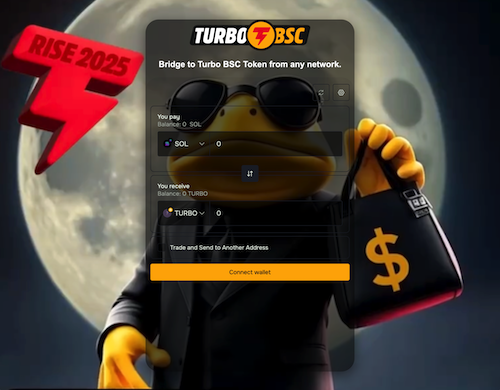 RISE 2025
TURBO BSC
Bridge to Turbo BSC Token from any network.
You pay
Balance: 0 SOL
SOL 0
You receive
Balance: 0 TURBO
TURBO 0
Trade and Send to Another Address
Connect wallet
$